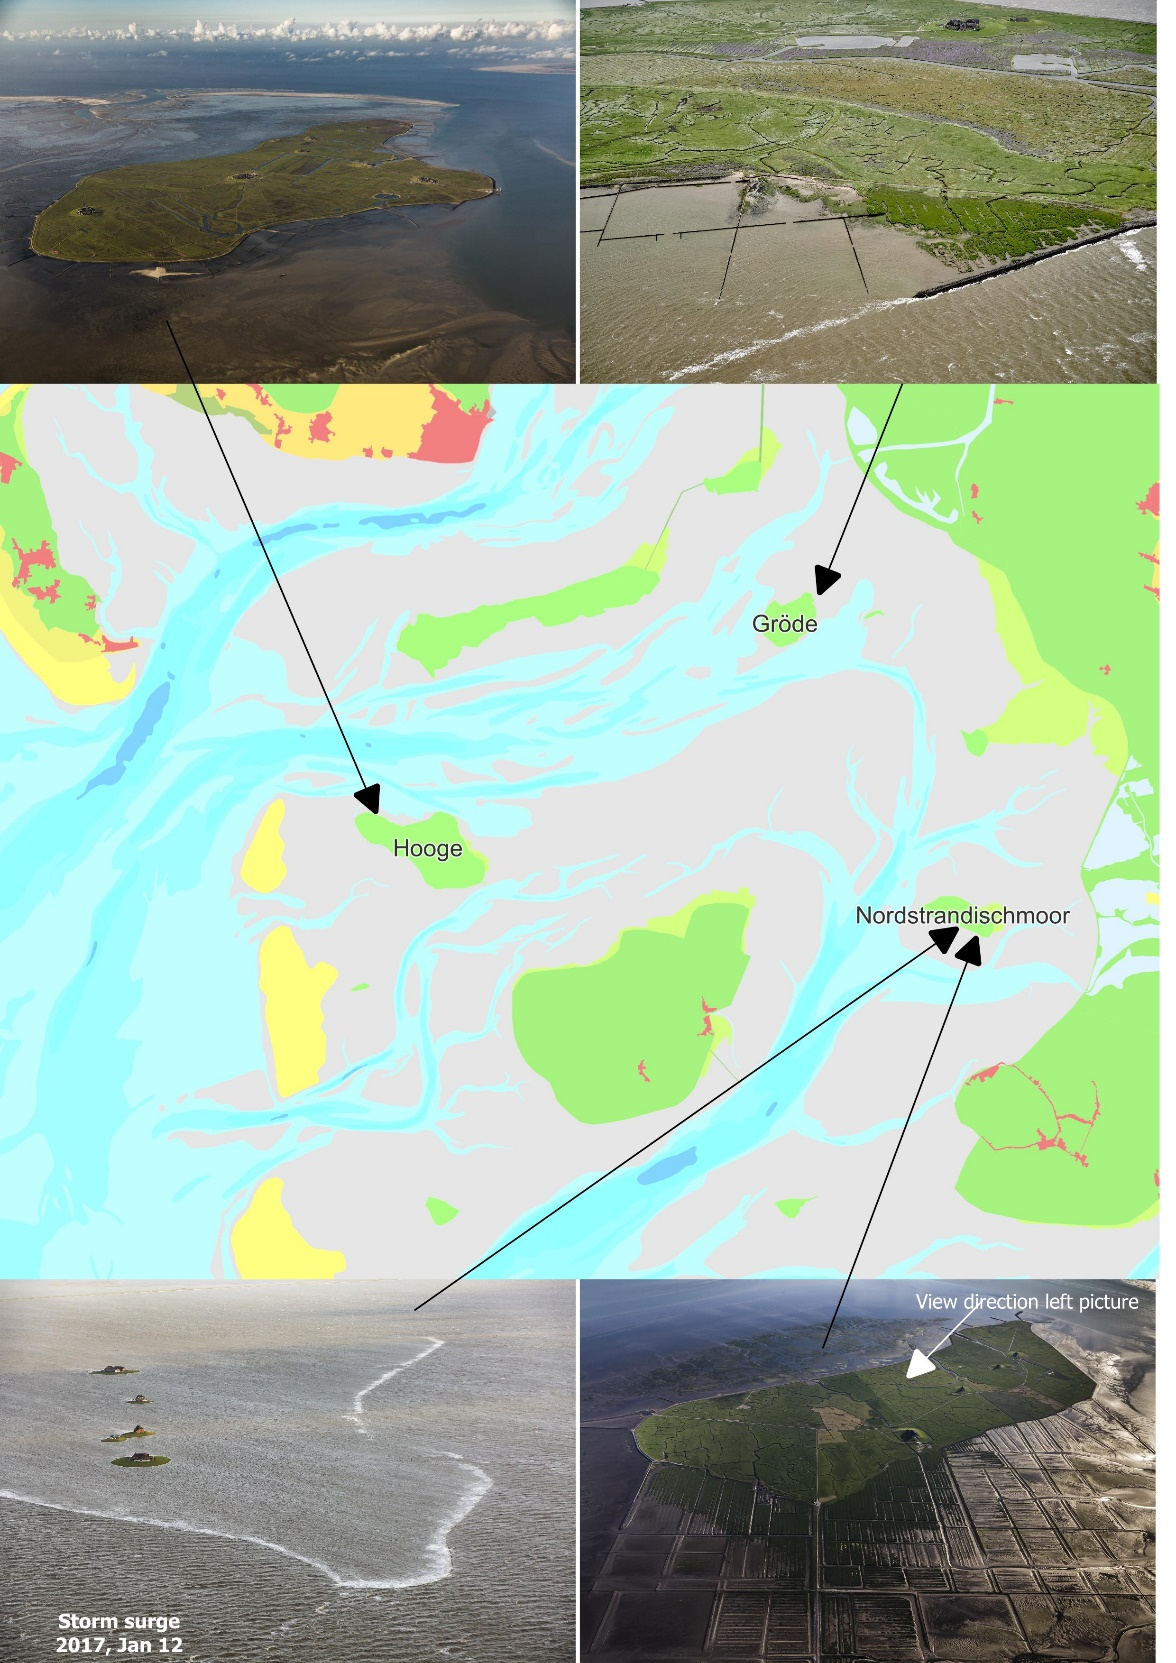 Gröde
Hooge
Nordstrandischmoor
View direction left picture
Storm surge
2017, Jan 12